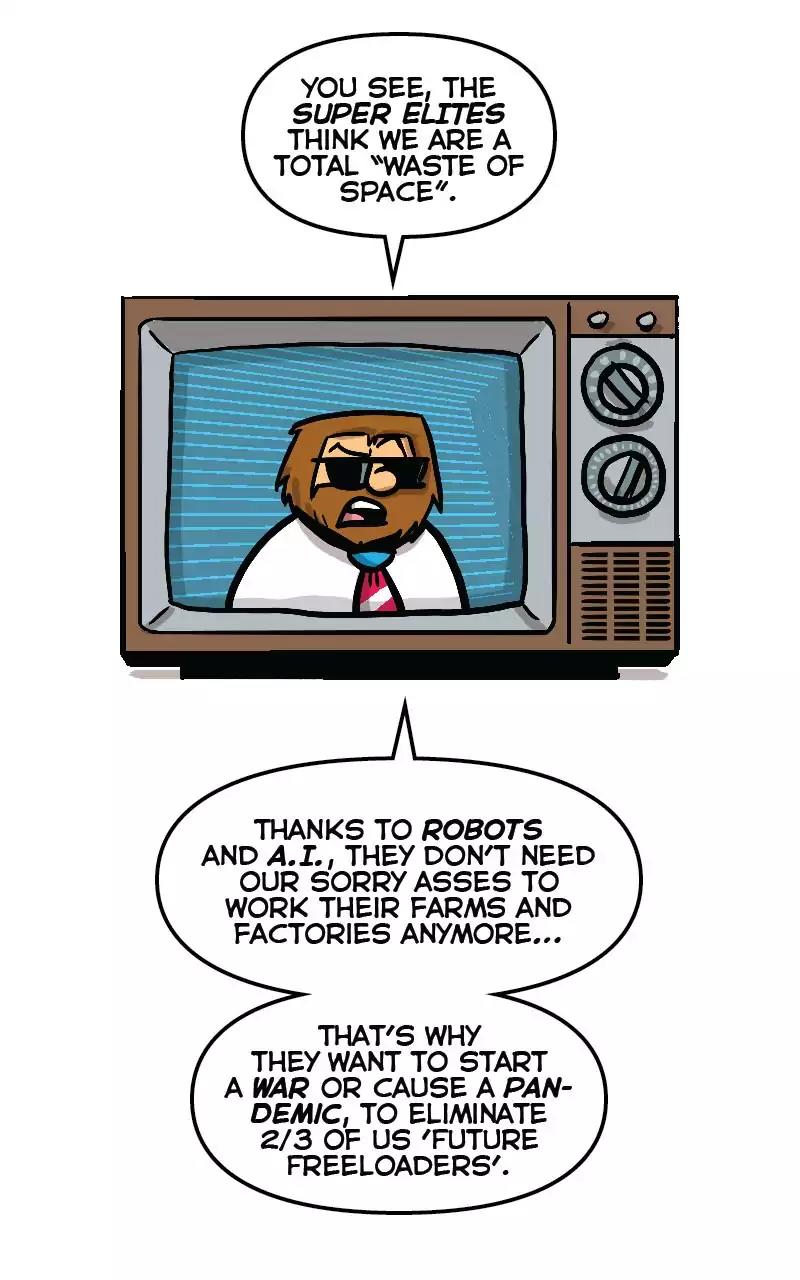 YOU SEE, THE
SUPER ELITES
THINK WE ARE A
TOTAL “WASTE OF
SPACE”.
THANKS TO ROBOTS
AND A.I., THEY DON'T NEED
OUR SORRY ASSES TO
WORK THEIR FARMS AND
FACTORIES ANYMORE...
THAT'S WHY
THEY WANT TO START
A WAR OR CAUSE A PAN-
DEMIC, TO ELIMINATE
2/3 OF US 'FUTURE
FREELOADERS'.